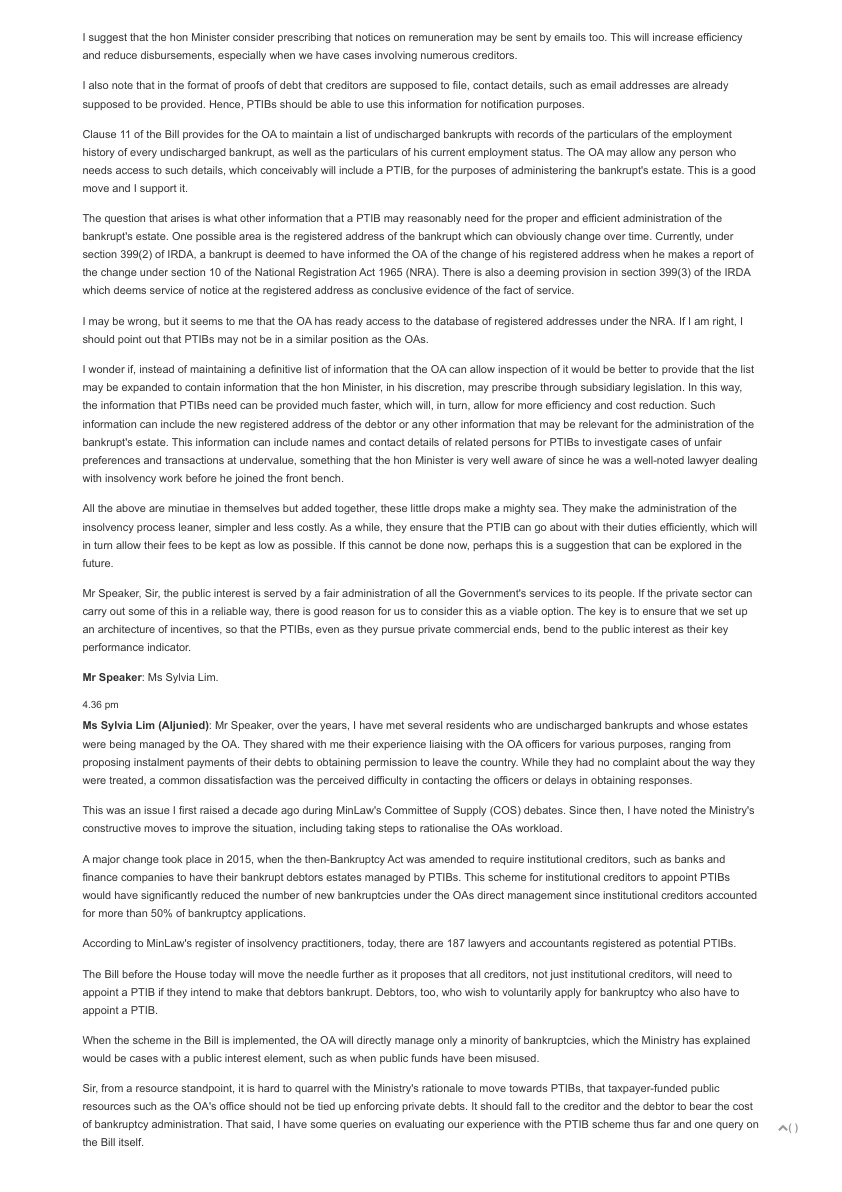 I suggest that the hon Minister consider prescribing that notices on remuneration may be sent by emails too. This will increase efficiency
and reduce disbursements, especially when we have cases involving numerous creditors.
I also note that in the format of proofs of debt that creditors are supposed to file, contact details, such as email addresses are already
supposed to be provided. Hence, PTIBs should be able to use this information for notification purposes.
Clause 11 of the Bill provides for the OA to maintain a list of undischarged bankrupts with records of the particulars of the employment
history of every undischarged bankrupt, as well as the particulars of his current employment status. The OA may allow any person who
needs access to such details, which conceivably will include a PTIB, for the purposes of administering the bankrupt's estate. This is a good
move and I support it.
The question that arises is what other information that a PTIB may reasonably need for the proper and efficient administration of the
bankrupt's estate. One possible area is the registered address of the bankrupt which can obviously change over time. Currently, under
section 399(2) of IRDA, a bankrupt is deemed to have informed the OA of the change of his registered address when he makes a report of
the change under section 10 of the National Registration Act 1965 (NRA). There is also a deeming provision in section 399(3) of the IRDA
which deems service of notice at the registered address as conclusive evidence of the fact of service.
I may be wrong, but it seems to me that the OA has ready access to the database of registered addresses under the NRA. If I am right, I
should point out that PTIBs may not be in a similar position as the OAs.
I wonder if, instead of maintaining a definitive list of information that the OA can allow inspection of it would be better to provide that the list
may be expanded to contain information that the hon Minister, in his discretion, may prescribe through subsidiary legislation. In this way,
the information that PTIBs need can be provided much faster, which will, in turn, allow for more efficiency and cost reduction. Such
information can include the new registered address of the debtor or any other information that may be relevant for the administration of the
bankrupt's estate. This information can include names and contact details of related persons for PTIBs to investigate cases of unfair
preferences and transactions at undervalue, something that the hon Minister is very well aware of since he was a well-noted lawyer dealing
with insolvency work before he joined the front bench.
All the above are minutiae in themselves but added together, these little drops make a mighty sea. They make the administration of the
insolvency process leaner, simpler and less costly. As a while, they ensure that the PTIB can go about with their duties efficiently, which will
in turn allow their fees to be kept as low as possible. If this cannot be done now, perhaps this is a suggestion that can be explored in the
future.
Mr Speaker, Sir, the public interest is served by a fair administration of all the Government's services to its people. If the private sector can
carry out some of this in a reliable way, there is good reason for us to consider this as a viable option. The key is to ensure that we set up
an architecture of incentives, so that the PTIBs, even as they pursue private commercial ends, bend to the public interest as their key
performance indicator.
Mr Speaker: Ms Sylvia Lim.
4.36 pm
Ms Sylvia Lim (Aljunied): Mr Speaker, over the years, I have met several residents who are undischarged bankrupts and whose estates
were being managed by the OA. They shared with me their experience liaising with the OA officers for various purposes, ranging from
proposing instalment payments of their debts to obtaining permission to leave the country. While they had no complaint about the way they
were treated, a common dissatisfaction was the perceived difficulty in contacting the officers or delays in obtaining responses.
This was an issue I first raised a decade ago during MinLaw's Committee of Supply (COS) debates. Since then, I have noted the Ministry's
constructive moves to improve the situation, including taking steps to rationalise the OAs workload.
A major change took place in 2015, when the then-Bankruptcy Act was amended to require institutional creditors, such as banks and
finance companies to have their bankrupt debtors estates managed by PTIBs. This scheme for institutional creditors to appoint PTIBs
would have significantly reduced the number of new bankruptcies under the OAs direct management since institutional creditors accounted
for more than 50% of bankruptcy applications.
According to MinLaw's register of insolvency practitioners, today, there are 187 lawyers and accountants registered as potential PTIBs.
The Bill before the House today will move the needle further as it proposes that all creditors, not just institutional creditors, will need to
appoint a PTIB if they intend to make that debtors bankrupt. Debtors, too, who wish to voluntarily apply for bankruptcy who also have to
appoint a PTIB.
When the scheme in the Bill is implemented, the OA will directly manage only a minority of bankruptcies, which the Ministry has explained
would be cases with a public interest element, such as when public funds have been misused.
Sir, from a resource standpoint, it is hard to quarrel with the Ministry's rationale to move towards PTIBs, that taxpayer-funded public
resources such as the OA's office should not be tied up enforcing private debts. It should fall to the creditor and the debtor to bear the cost
of bankruptcy administration. That said, I have some queries on evaluating our experience with the PTIB scheme thus far and one query on
the Bill itself.
( )